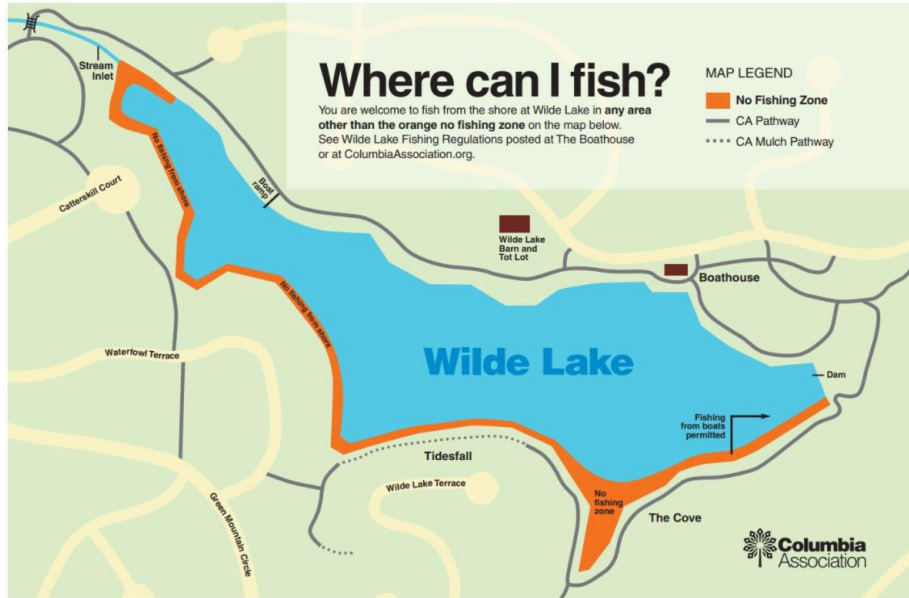 Where can I fish?
You are welcome to fish from the shore at Wilde Lake in any area
other than the orange no fishing zone on the map below.
See Wilde Lake Fishing Regulations posted at The Boathouse
or at ColumbiaAssociation.org.
MAP LEGEND
No Fishing Zone
CA Pathway
CA Mulch Pathway
Stream
Inlet
No fishing from shore
Catterskill Court
Boat
ramp
Wilde Lake
Barn and
Tot Lot
Boathouse
No fishing from shore
Waterfowl Terrace
Wilde Lake
Dam
Fishing
from boats
permitted
Tidesfall
Wilde Lake Terrace
Green Mountain Circle
No
fishing
zone
The Cove
Columbia
Association